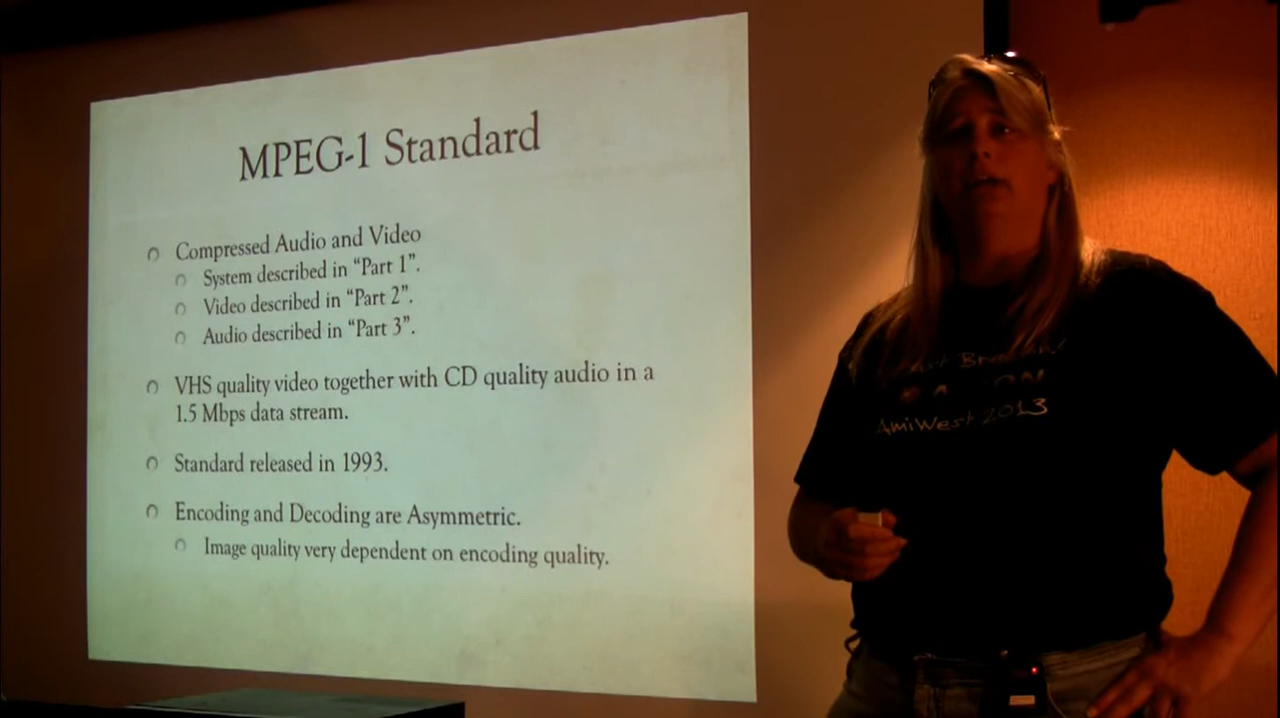 MPEG-1 Standard
Compressed Audio and Video
System described in “Part 1”.
Video described in “Part 2”.
Audio described in “Part 3”.
VHS quality video together with CD quality audio in a
1.5 Mbps data stream.
Standard released in 1993.
Encoding and Decoding are Asymmetric.
Image quality very dependent on encoding quality.
AmiWest 2013